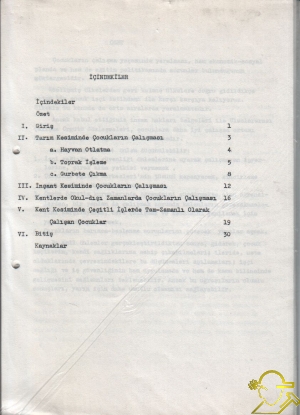 İÇİNDEKİLER
İçindekiler
Özet
I. Giriş 1
II. Tarım Kesiminde Çocukların Çalışması 3
a. Hayvan Otlatma 4
b. Toprak İşleme 5
c. Gurbete Çıkma 8
III. İnşaat Kesiminde Çocukların Çalışması 12
IV. Kentlerde Okul-dışı Zamanlarda Çocukların Çalışması 16
V. Kent Kesiminde Çeşitli İşlerde Tam-Zamanlı Olarak
Çalışan Çocuklar 19
VI. Bitiş 30
Kaynaklar